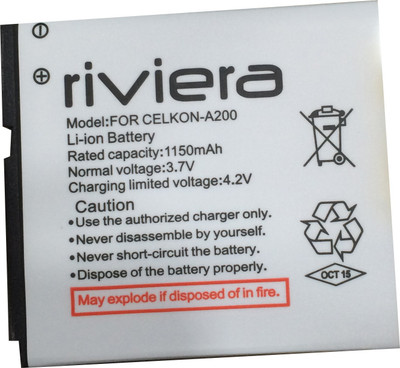 riviera
Model:FOR CELKON-A200
Li-ion Battery
Rated capacity:1150mAh
Normal voltage:3.7V
Charging limited voltage:4.2V
Caution
•Use the authorized charger only.
•Never disassemble by yourself.
•Never short-circuit the battery.
•Dispose of the battery properly.
May explode if disposed of in fire.
OCT 15